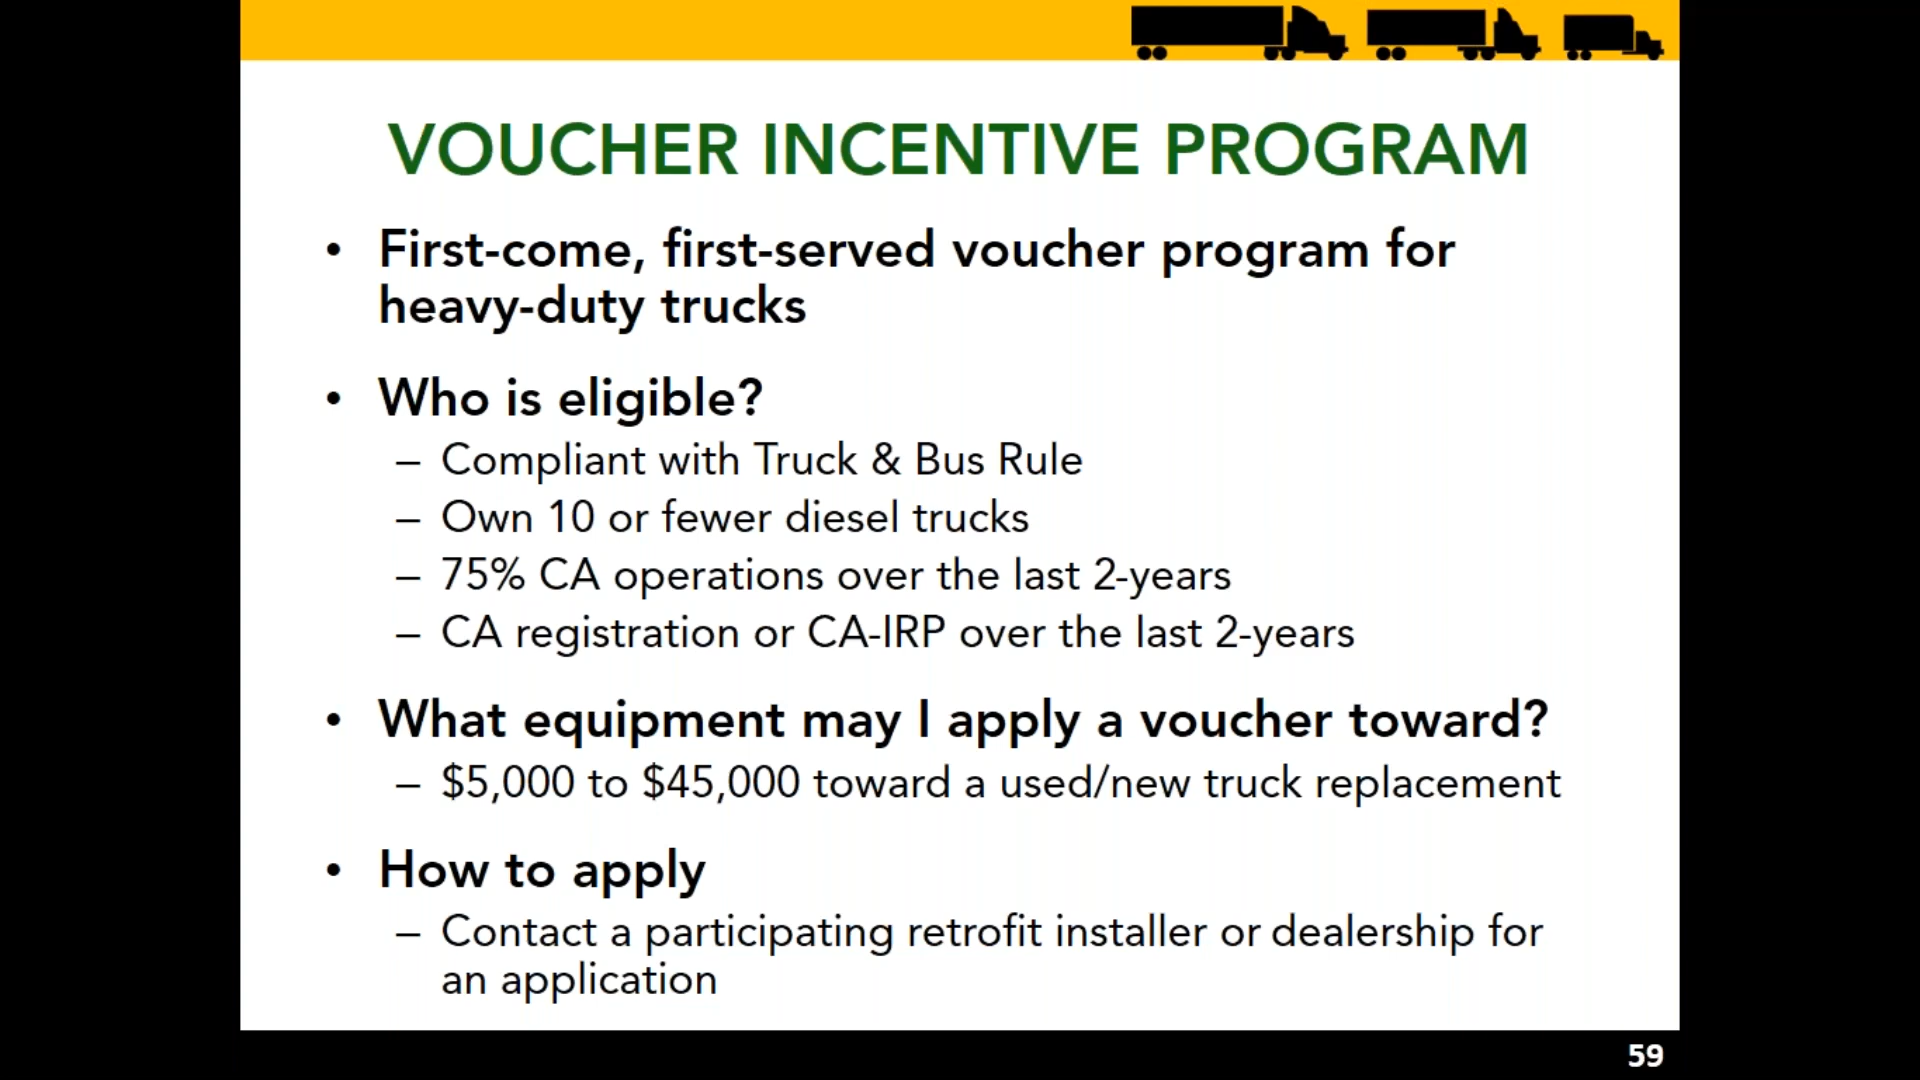 VOUCHER INCENTIVE PROGRAM
• First-come, first-served voucher program for
heavy-duty trucks
• Who is eligible?
– Compliant with Truck & Bus Rule
– Own 10 or fewer diesel trucks
– 75% CA operations over the last 2-years
– CA registration or CA-IRP over the last 2-years
• What equipment may I apply a voucher toward?
– $5,000 to $45,000 toward a used/new truck replacement
• How to apply
– Contact a participating retrofit installer or dealership for
an application
59